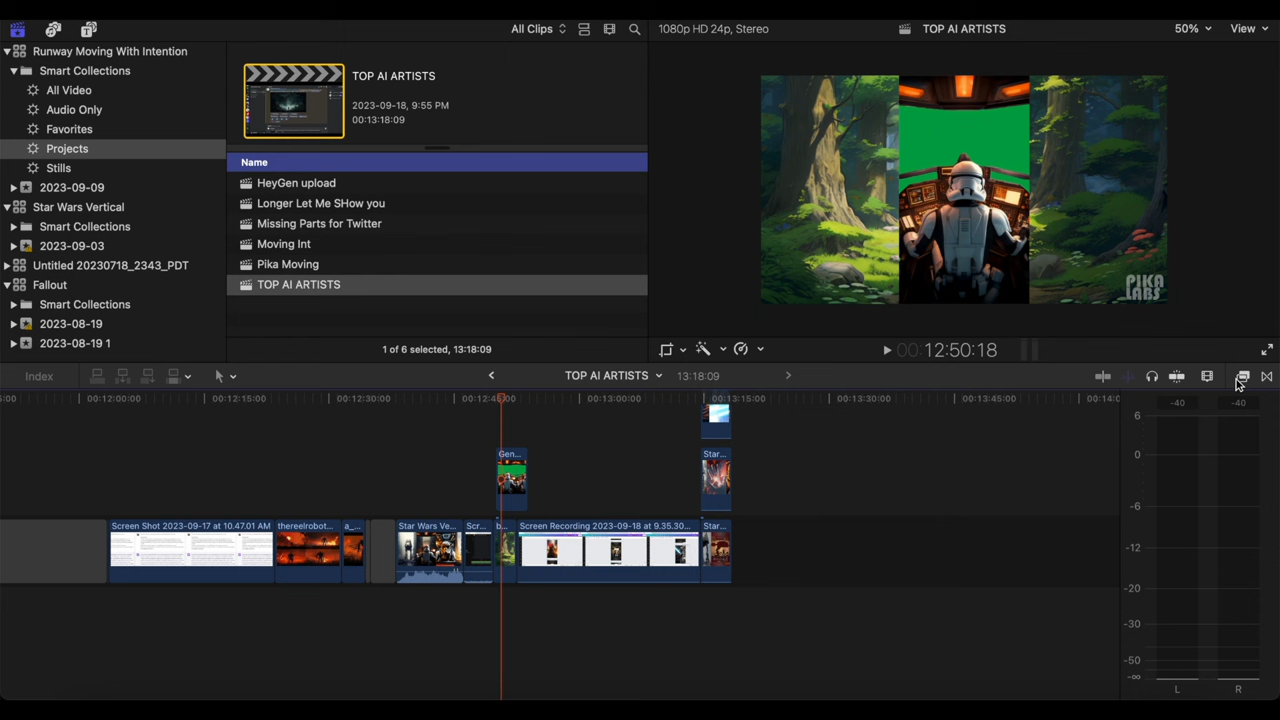 All Clips
1080p HD 24p, Stereo
TOP AI ARTISTS
50%
View
Runway Moving With Intention
Smart Collections
All Video
Audio Only
Favorites
Projects
Stills
2023-09-09
Star Wars Vertical
Smart Collections
2023-09-03
Untitled 20230718_2343_PDT
Fallout
Smart Collections
2023-08-19
2023-08-19 1
TOP AI ARTISTS
2023-09-18, 9:55 PM
00:13:18:09
Name
HeyGen upload
Longer Let Me SHow you
Missing Parts for Twitter
Moving Int
Pika Moving
TOP AI ARTISTS
1 of 6 selected, 13:18:09
PIKA
LABS
00:12:50:18
Index
TOP AI ARTISTS
13:18:09
5:00
00:12:00:00
00:12:15:00
00:12:30:00
00:12:45:00
00:13:00:00
00:13:15:00
00:13:30:00
00:13:45:00
00:14:0
-40
-40
6
0
-6
-12
-20
-30
-50
-∞
L
R
Gen...
Star...
Screen Shot 2023-09-17 at 10.47.01 AM
thereelrobot...
a_...
Star Wars Ve...
Scr...
b...
Screen Recording 2023-09-18 at 9.35.30...
Star...